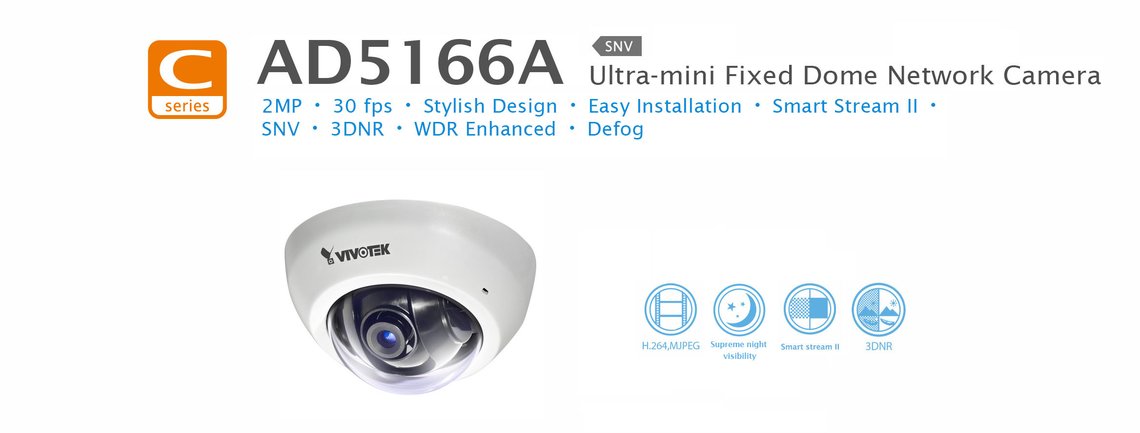 C
series
AD5166A
SNV
Ultra-mini Fixed Dome Network Camera
2MP • 30 fps • Stylish Design • Easy Installation • Smart Stream II •
SNV • 3DNR • WDR Enhanced • Defog
VIVOTEK
H.264,MJPEG
Supreme night
visibility
Smart stream II
3DNR